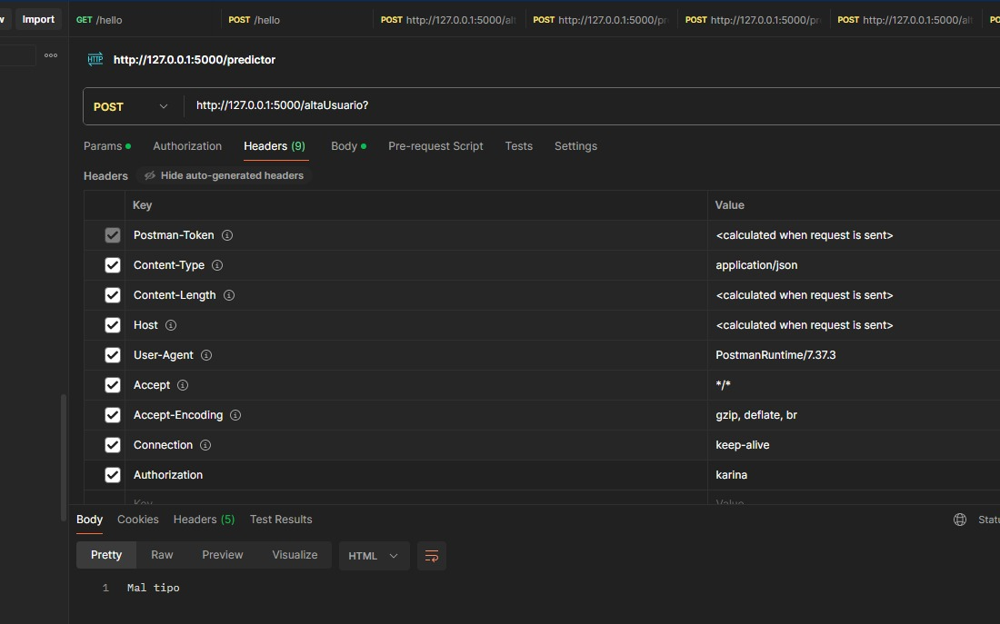 Import
GET /hello
POST /hello
POST http://127.0.0.1:5000/alt
POST http://127.0.0.1:5000/pr
POST http://127.0.0.1:5000/pr
POST http://127.0.0.1:5000/alt
HTTP http://127.0.0.1:5000/predictor
POST http://127.0.0.1:5000/altaUsuario?
Params Authorization Headers (9) Body Pre-request Script Tests Settings
Headers Hide auto-generated headers
Key Value
Postman-Token <calculated when request is sent>
Content-Type application/json
Content-Length <calculated when request is sent>
Host <calculated when request is sent>
User-Agent PostmanRuntime/7.37.3
Accept */*
Accept-Encoding gzip, deflate, br
Connection keep-alive
Authorization karina
Key Value
Body Cookies Headers (5) Test Results
Pretty Raw Preview Visualize HTML
1 Mal tipo